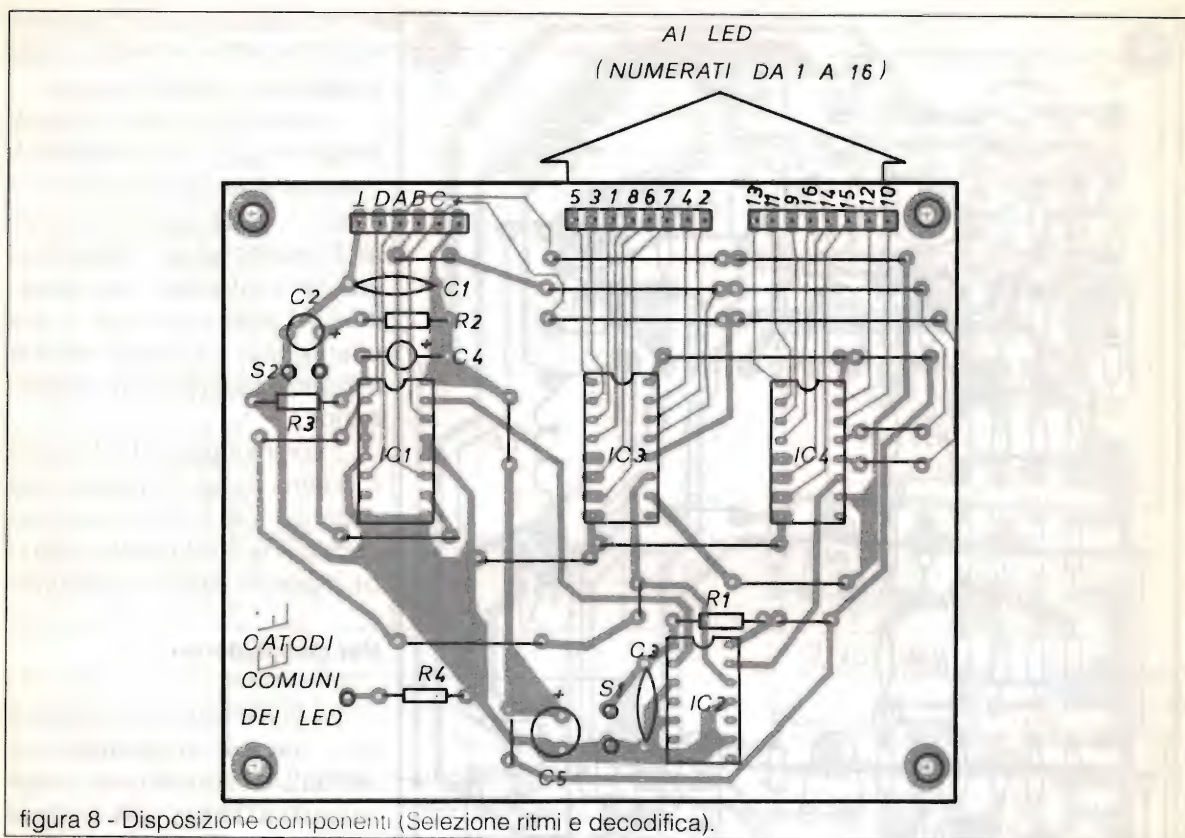 AI LED
(NUMERATI DA 1 A 16)
⊥ D A B C +
5 3 1 8 6 7 4 2
13 11 9 16 14 15 12 10
C2
+
C1
R2
+
C4
S2
R3
IC1
IC3
IC4
R1
CATODI
COMUNI
DEI LED
R4
C3
S1
+
IC2
C5
figura 8 - Disposizione componenti (Selezione ritmi e decodifica).